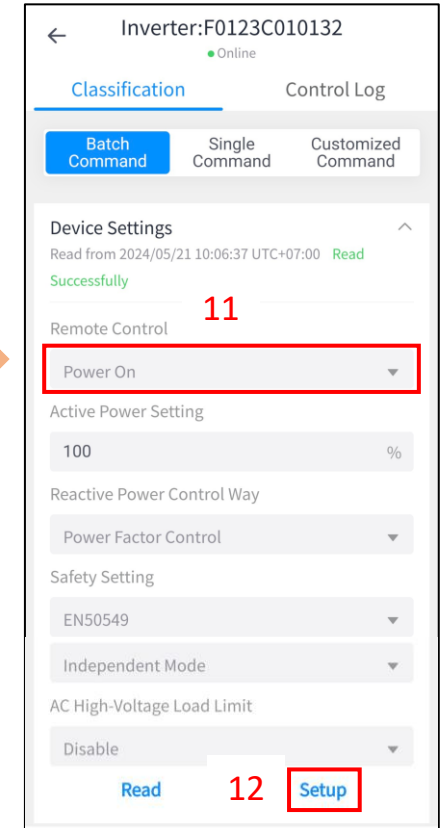 Inverter:F0123C010132
Online
Classification Control Log
Batch Command Single Command Customized Command
Device Settings
Read from 2024/05/21 10:06:37 UTC+07:00 Read
Successfully
11
Remote Control
Power On
Active Power Setting
100 %
Reactive Power Control Way
Power Factor Control
Safety Setting
EN50549
Independent Mode
AC High-Voltage Load Limit
Disable
Read 12 Setup